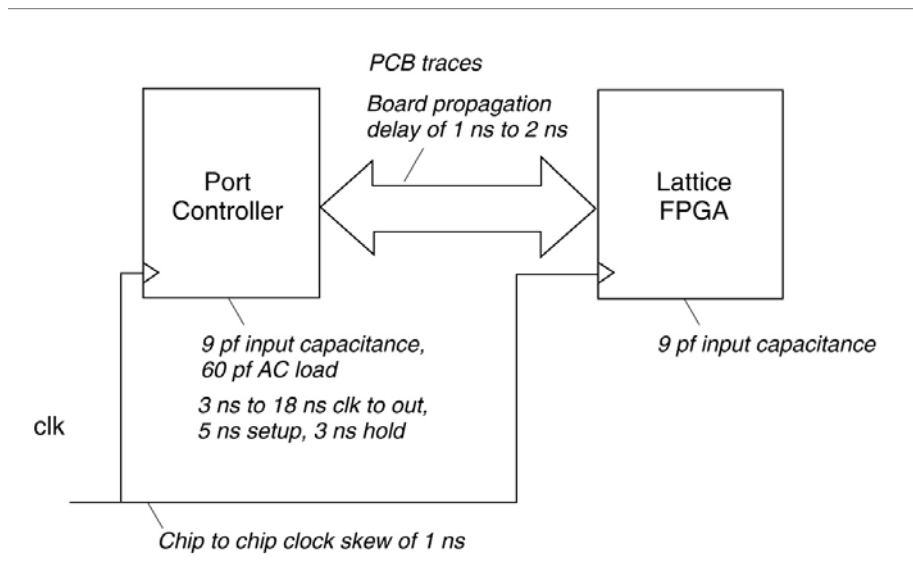 PCB traces
Board propagation
delay of 1 ns to 2 ns
Port
Controller
Lattice
FPGA
9 pf input capacitance,
60 pf AC load
3 ns to 18 ns clk to out,
5 ns setup, 3 ns hold
9 pf input capacitance
clk
Chip to chip clock skew of 1 ns